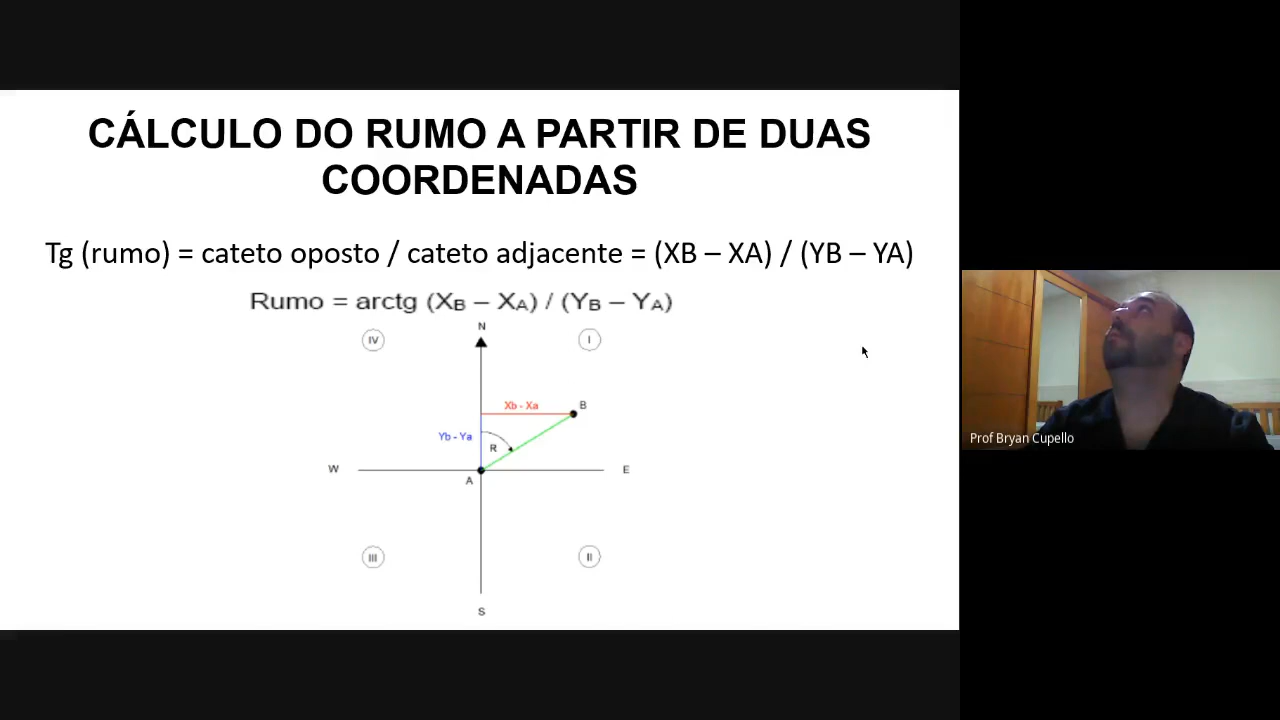 CÁLCULO DO RUMO A PARTIR DE DUAS
COORDENADAS
Tg (rumo) = cateto oposto / cateto adjacente = (XB – XA) / (YB – YA)
Rumo = arctg (XB – XA) / (YB – YA)
N
IV
I
Xb - Xa
B
Yb - Ya
R
W
E
A
III
II
S
Prof Bryan Cupello